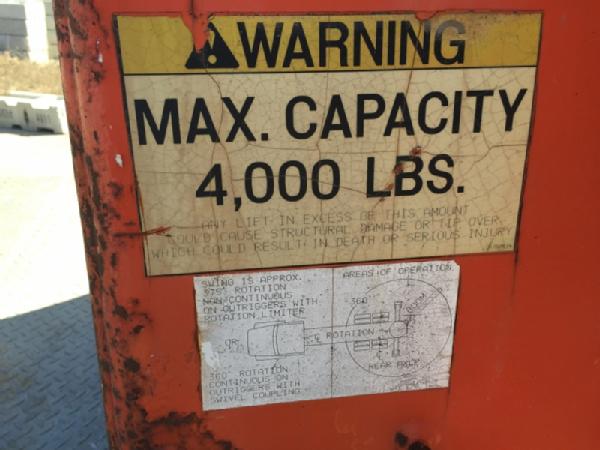 WARNING
MAX. CAPACITY
4,000 LBS.
ANY LIFT IN EXCESS OF THIS AMOUNT
COULD CAUSE STRUCTURAL DAMAGE OR TIP OVER,
WHICH COULD RESULT IN DEATH OR SERIOUS INJURY
SWING IS APPROX.
375° ROTATION
NON-CONTINUOUS
ON OUTRIGGERS WITH
ROTATION LIMITER
OR
360° ROTATION
CONTINUOUS ON
OUTRIGGERS WITH
SWIVEL COUPLING.
AREAS OF OPERATION
360°
ROTATION
REAR AXLE